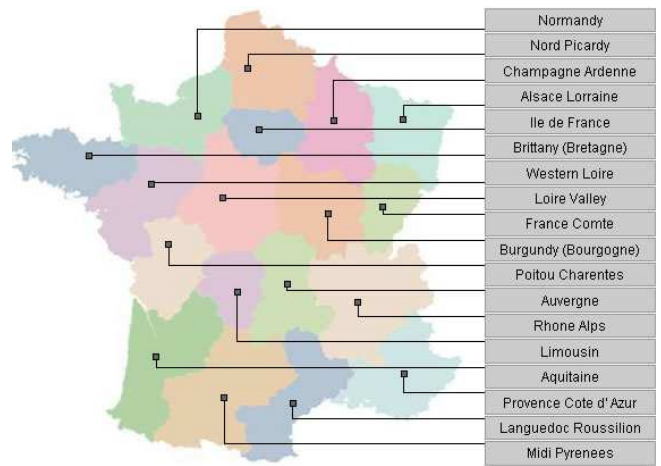 Normandy
Nord Picardy
Champagne Ardenne
Alsace Lorraine
Ile de France
Brittany (Bretagne)
Western Loire
Loire Valley
France Comte
Burgundy (Bourgogne)
Poitou Charentes
Auvergne
Rhone Alps
Limousin
Aquitaine
Provence Cote d' Azur
Languedoc Roussilion
Midi Pyrenees